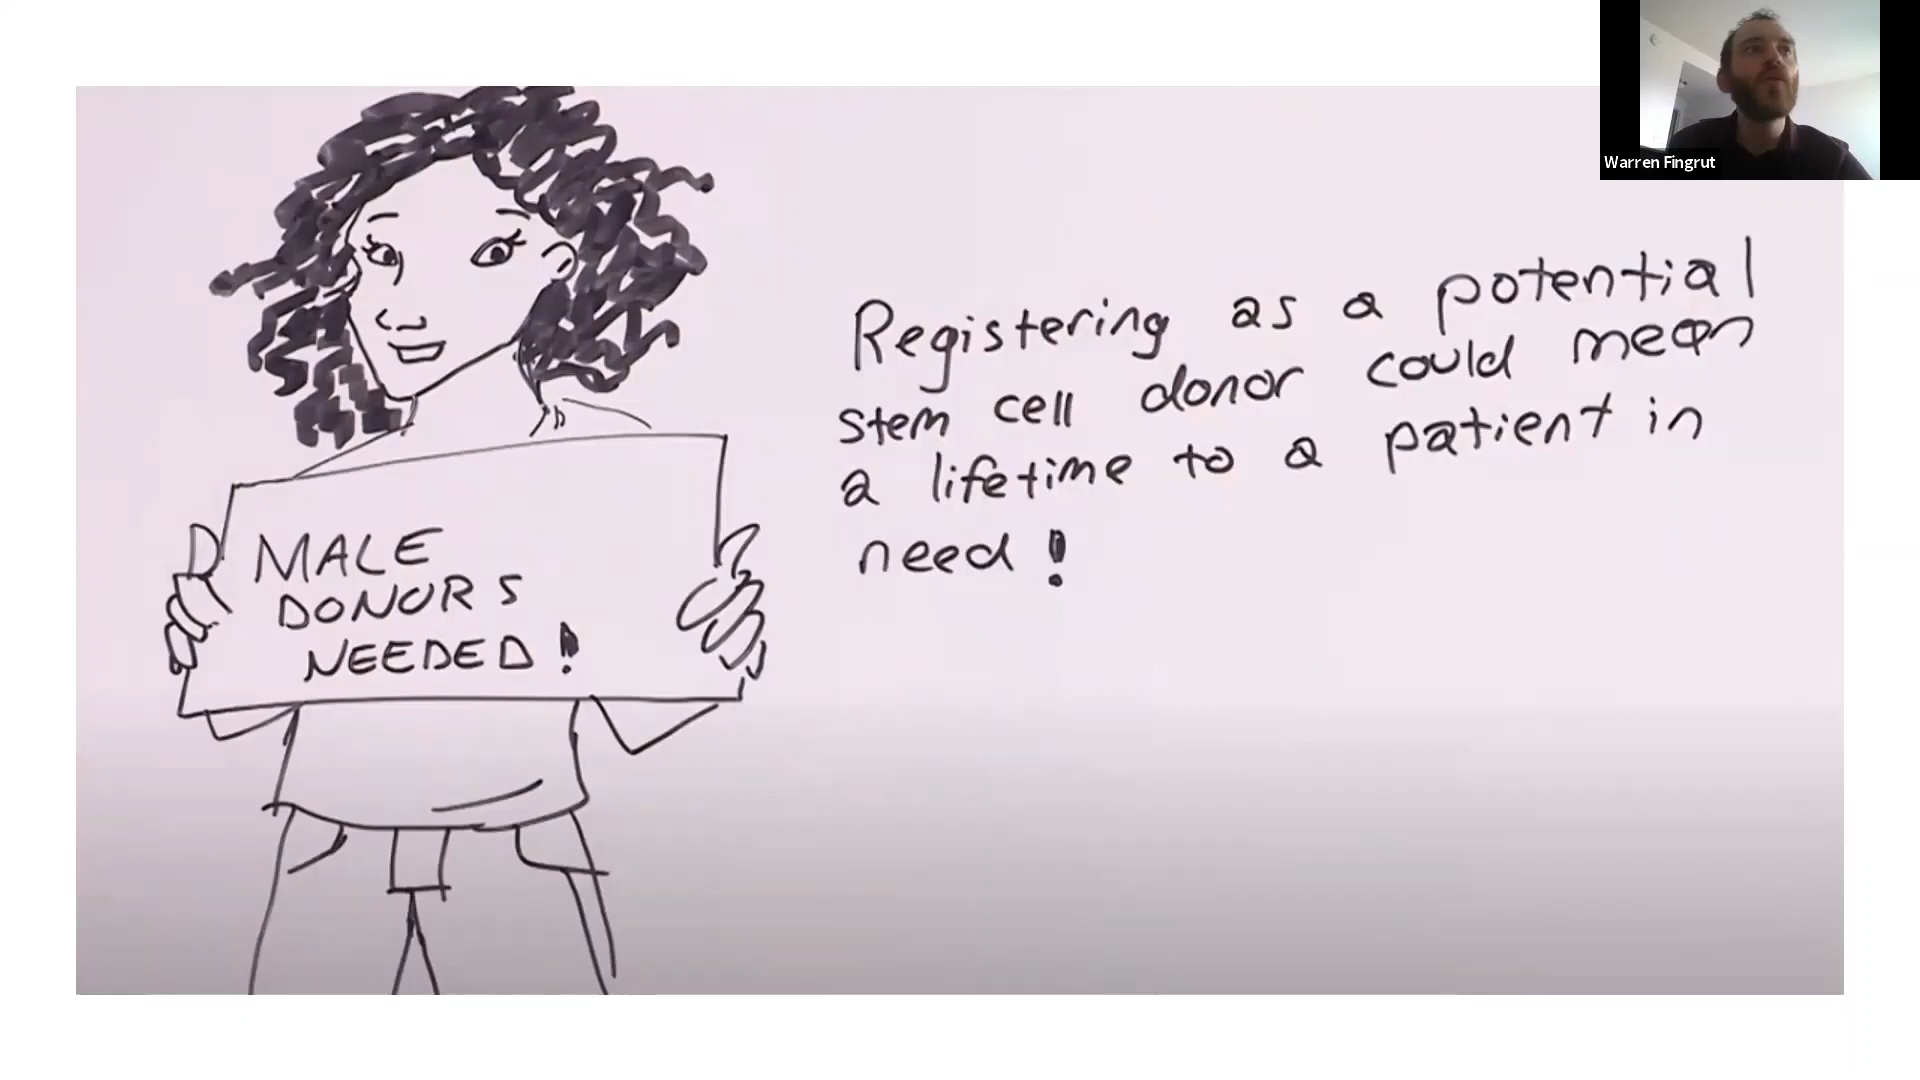 Warren Fingrut
Registering as a potential
stem cell donor could mean
a lifetime to a patient in
need!
MALE
DONORS
NEEDED!